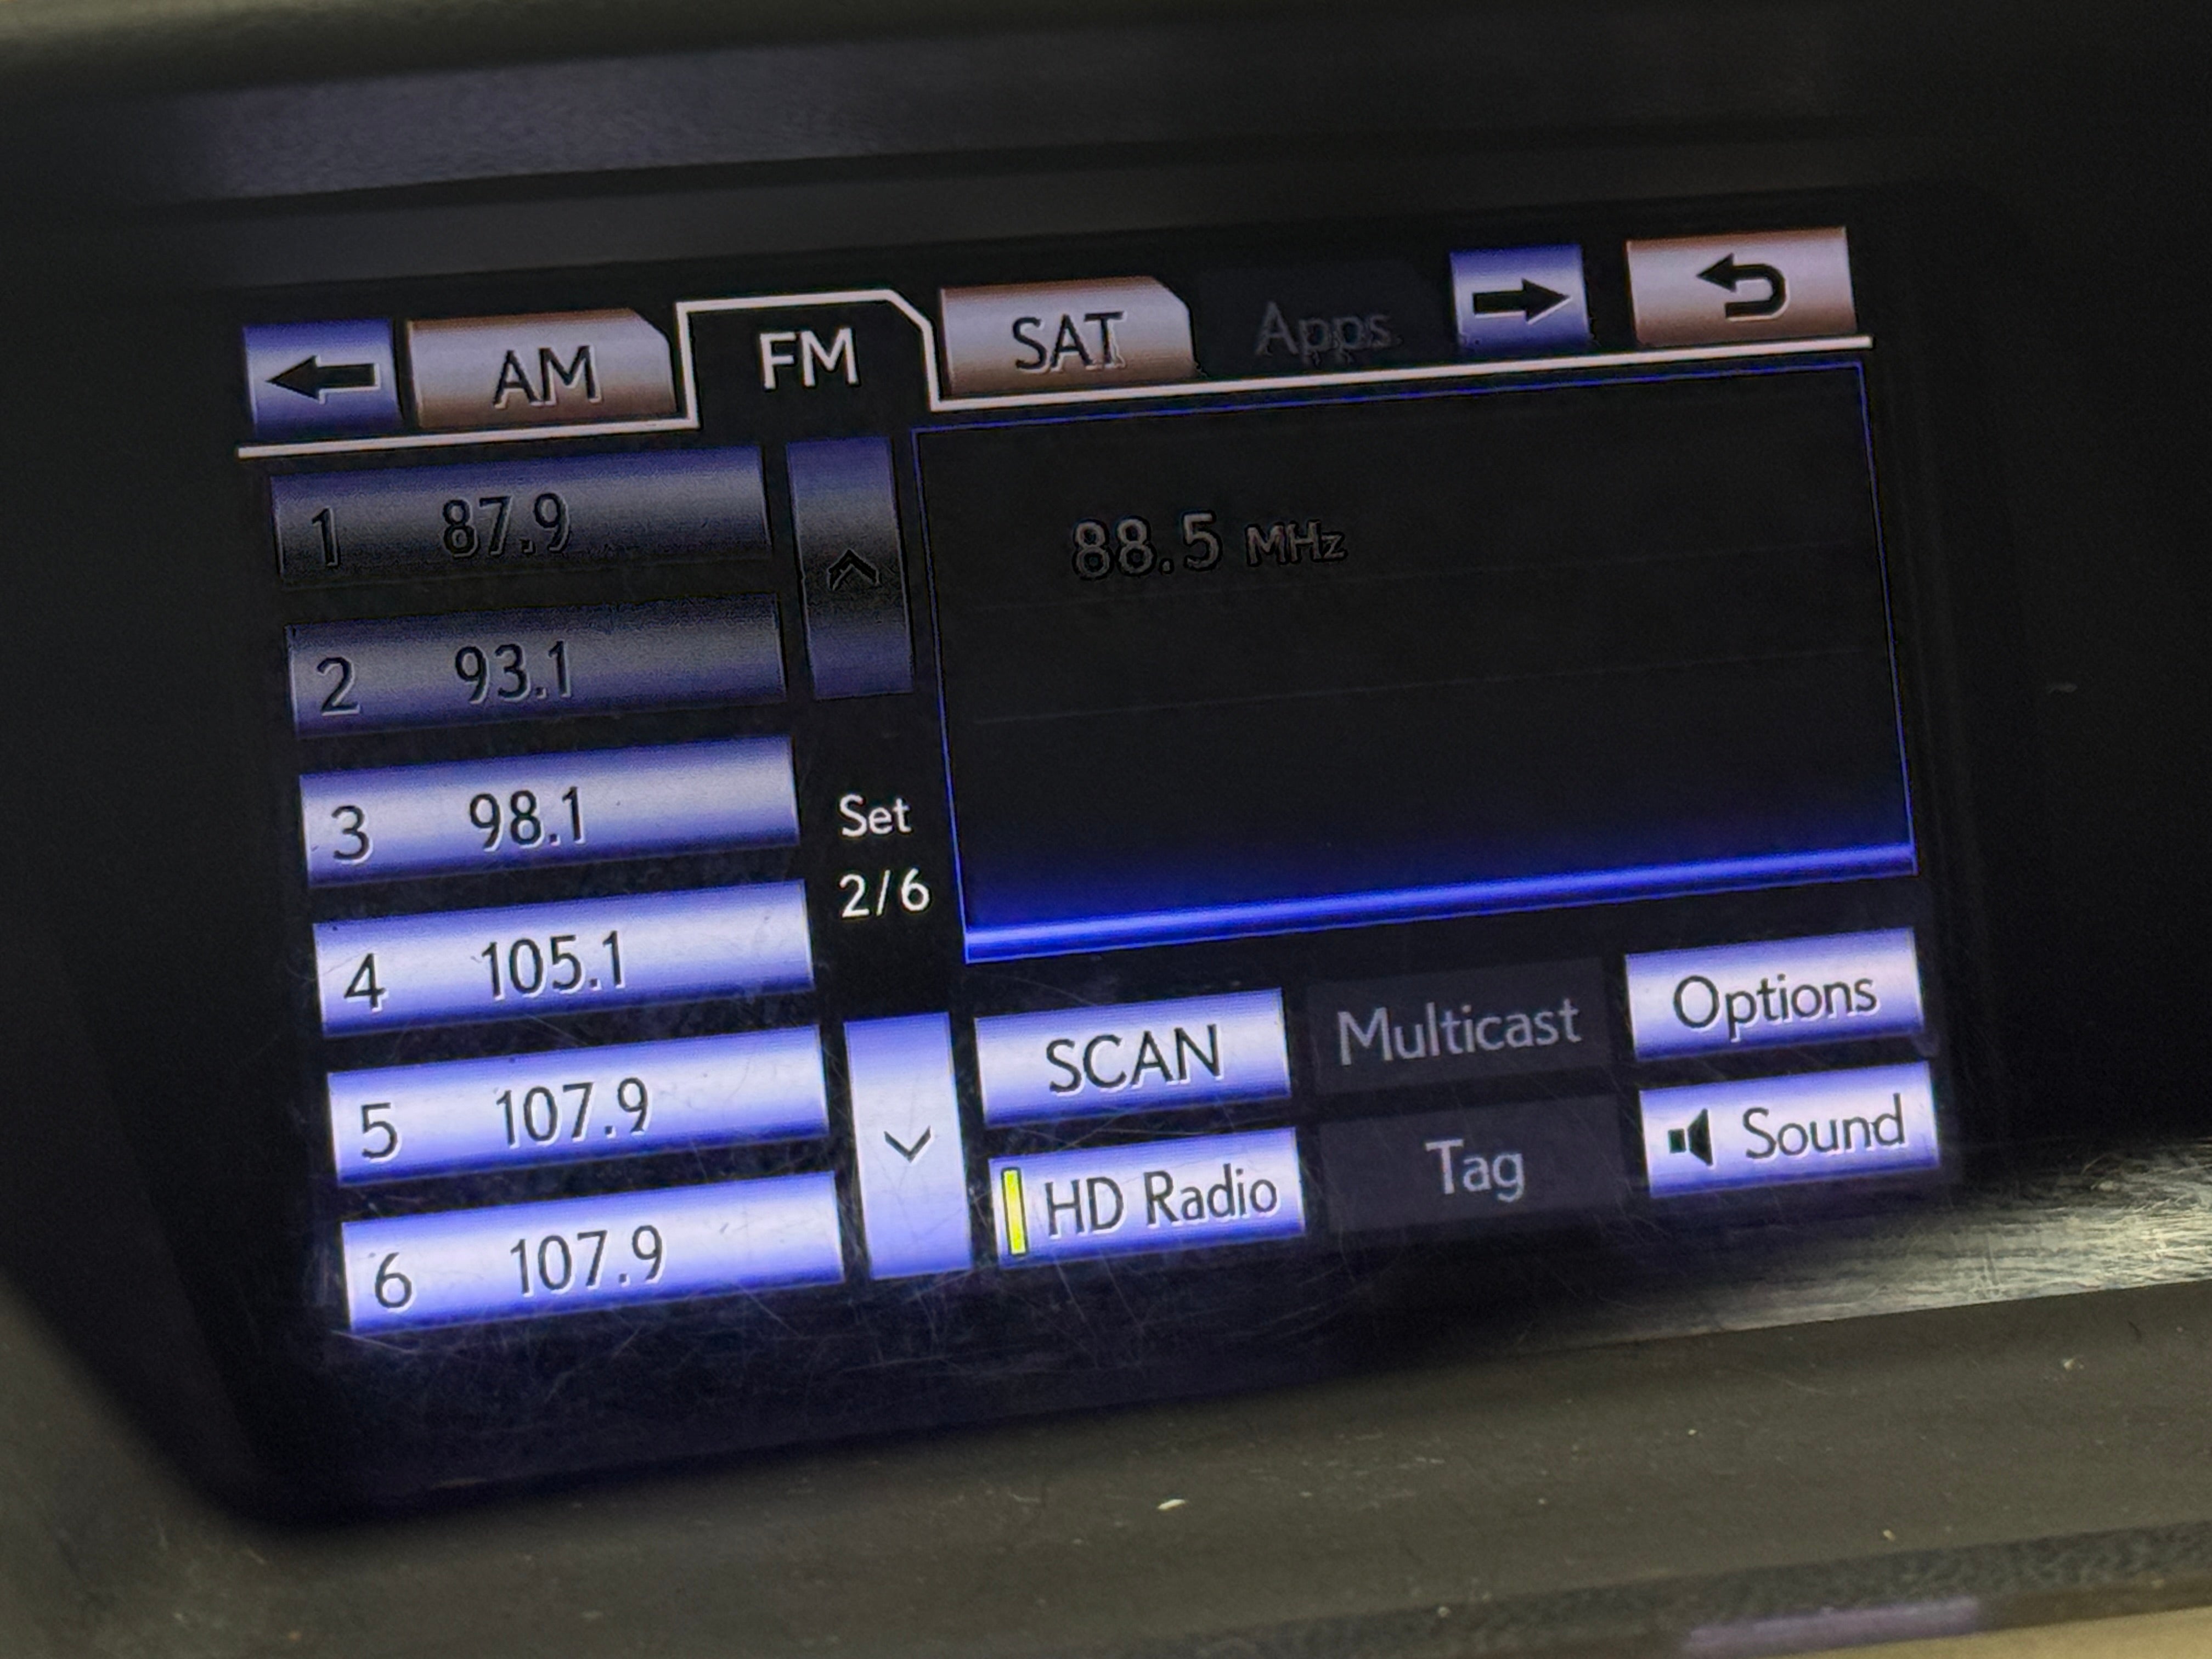 AM FM SAT Apps
1 87.9
2 93.1
3 98.1
4 105.1
5 107.9
6 107.9
Set
2/6
88.5 MHz
SCAN Multicast Options
HD Radio Tag Sound